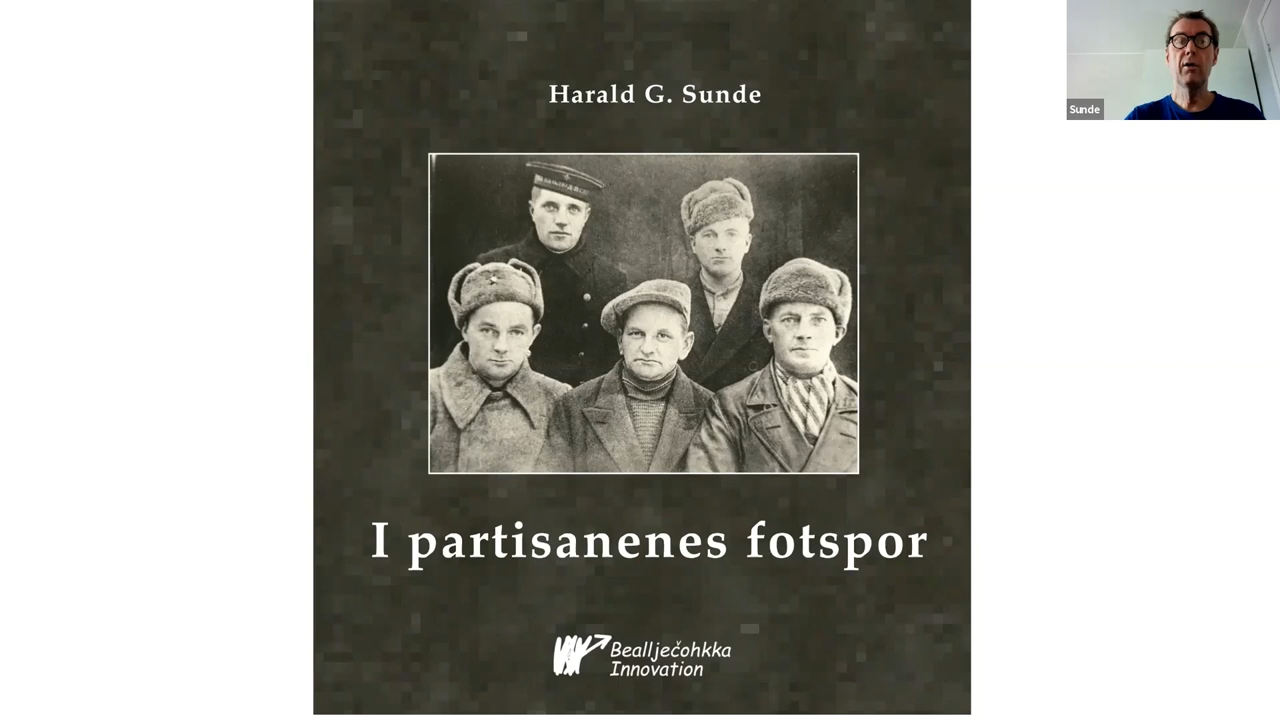 Harald G. Sunde
I partisanenes fotspor
Beallječohkka
Innovation
Sunde